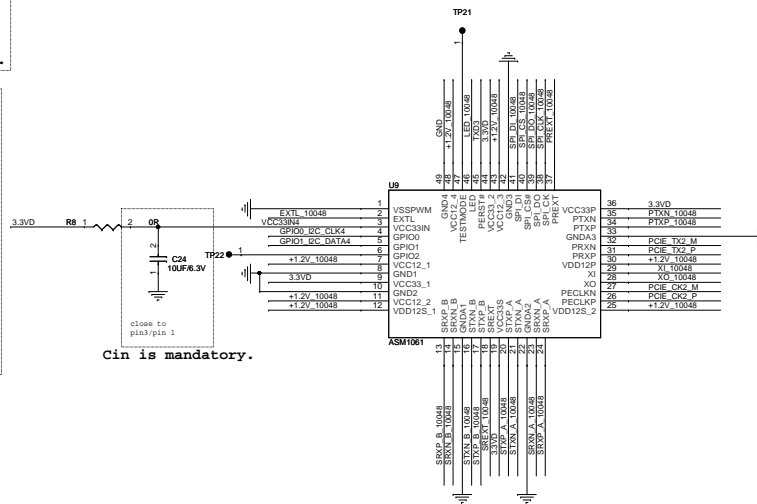 TP21
1
GND
+1.2V_10048
LED_10048
TXD3
3.3VD
+1.2V_10048
SPI_DI_10048
SPI_CS_10048
SPI_DO_10048
SPI_CLK_10048
PREXT_10048
49
48
47
46
45
44
43
42
41
40
39
38
37
U9
GND4
VCC12_4
TESTMODE
LED
PERST#
VCC33_2
VCC12_3
GND3
SPI_DI
SPI_CS#
SPI_DO
SPI_CK
PREXT
3.3VD R8 1 2 0R
2
C24
10UF/6.3V
1
close to
pin3/pin 1
Cin is mandatory.
TP22 1
1 VSSPWM
EXTL_10048 2 EXTL
VCC33IN4 3 VCC33IN
GPIO0_I2C_CLK4 4 GPIO0
GPIO1_I2C_DATA4 5 GPIO1
6 GPIO2
+1.2V_10048 7 VCC12_1
8 GND1
3.3VD 9 VCC33_1
10 GND2
+1.2V_10048 11 VCC12_2
+1.2V_10048 12 VDD12S_1
VCC33P 36 3.3VD
PTXN 35 PTXN_10048
PTXP 34 PTXP_10048
GNDA3 33
PRXN 32 PCIE_TX2_M
PRXP 31 PCIE_TX2_P
VDD12P 30 +1.2V_10048
XI 29 XI_10048
XO 28 XO_10048
PECLKN 27 PCIE_CK2_M
PECLKP 26 PCIE_CK2_P
VDD12S_2 25 +1.2V_10048
SRXP_B
SRXN_B
GNDA1
STXN_B
STXP_B
SREXT
VCC33S
STXP_A
STXN_A
GNDA2
SRXN_A
SRXP_A
ASM1061
13
14
15
16
17
18
19
20
21
22
23
24
SRXP_B_10048
SRXN_B_10048
STXN_B_10048
STXP_B_10048
SREXT_10048
3.3VD
STXP_A_10048
STXN_A_10048
SRXN_A_10048
SRXP_A_10048